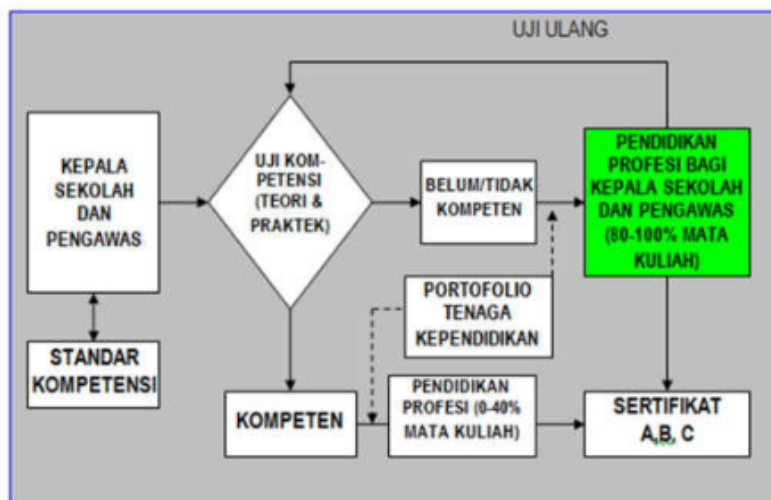 UJI ULANG
KEPALA
SEKOLAH
DAN
PENGAWAS
UJI KOM-
PETENSI
(TEORI &
PRAKTEK)
BELUM/TIDAK
KOMPETEN
PENDIDIKAN
PROFESI BAGI
KEPALA SEKOLAH
DAN PENGAWAS
(80-100% MATA
KULIAH)
PORTOFOLIO
TENAGA
KEPENDIDIKAN
STANDAR
KOMPETENSI
KOMPETEN
PENDIDIKAN
PROFESI (0-40%
MATA KULIAH)
SERTIFIKAT
A,B, C